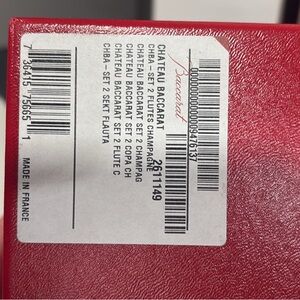 CHATEAU BACCARAT
CHBA-SET 2 FLUTES CHAMPAGNE
2611149
CHATEAU BACCARAT SET 2 CHAMPAG
CHATEAU BACCARAT SET 2 COPA CH
CHATEAU BACCARAT SET 2 FLUTE C
CHBA-SET 2 SEKT FLAUTA
Baccarat
000000000009476137
MADE IN FRANCE